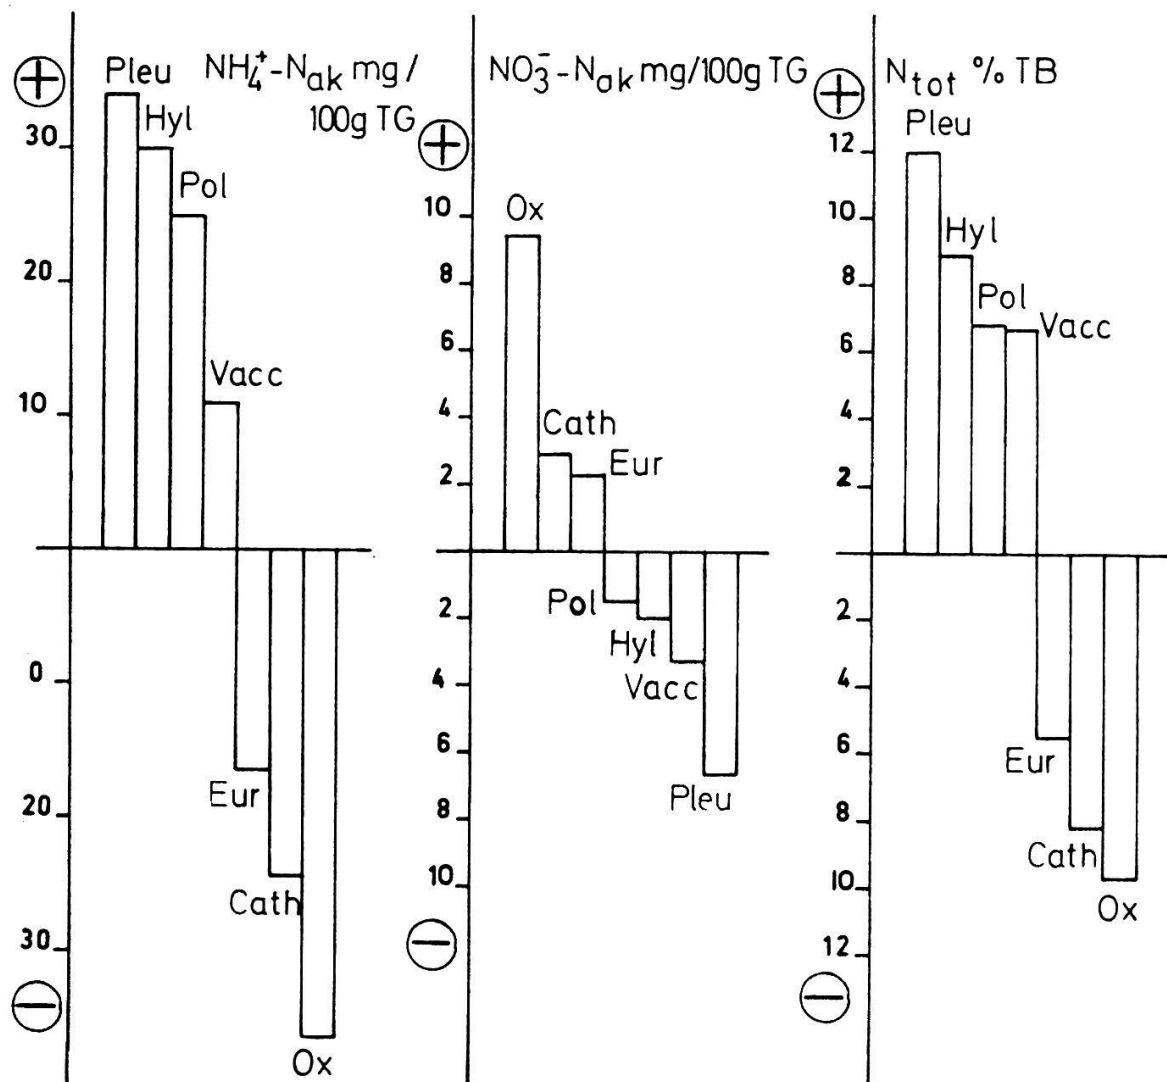 +
Pleu
NH₄⁺-Nak mg/
100g TG
Hyl
Pol
Vacc
30
20
10
0
20
30
Eur
Cath
Ox
−
NO₃⁻-Nak mg/100g TG
+
10
8
6
4
2
2
4
6
8
10
Ox
Cath
Eur
Pol
Hyl
Vacc
Pleu
−
Ntot % TB
+
12
10
8
6
4
2
2
4
6
8
10
12
Pleu
Hyl
Pol
Vacc
Eur
Cath
Ox
−